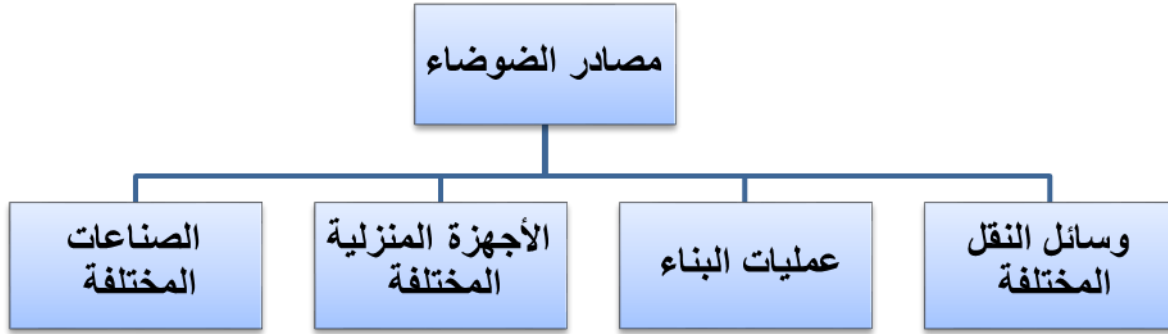 مصادر الضوضاء
وسائل النقل
المختلفة
عمليات البناء
الأجهزة المنزلية
المختلفة
الصناعات
المختلفة